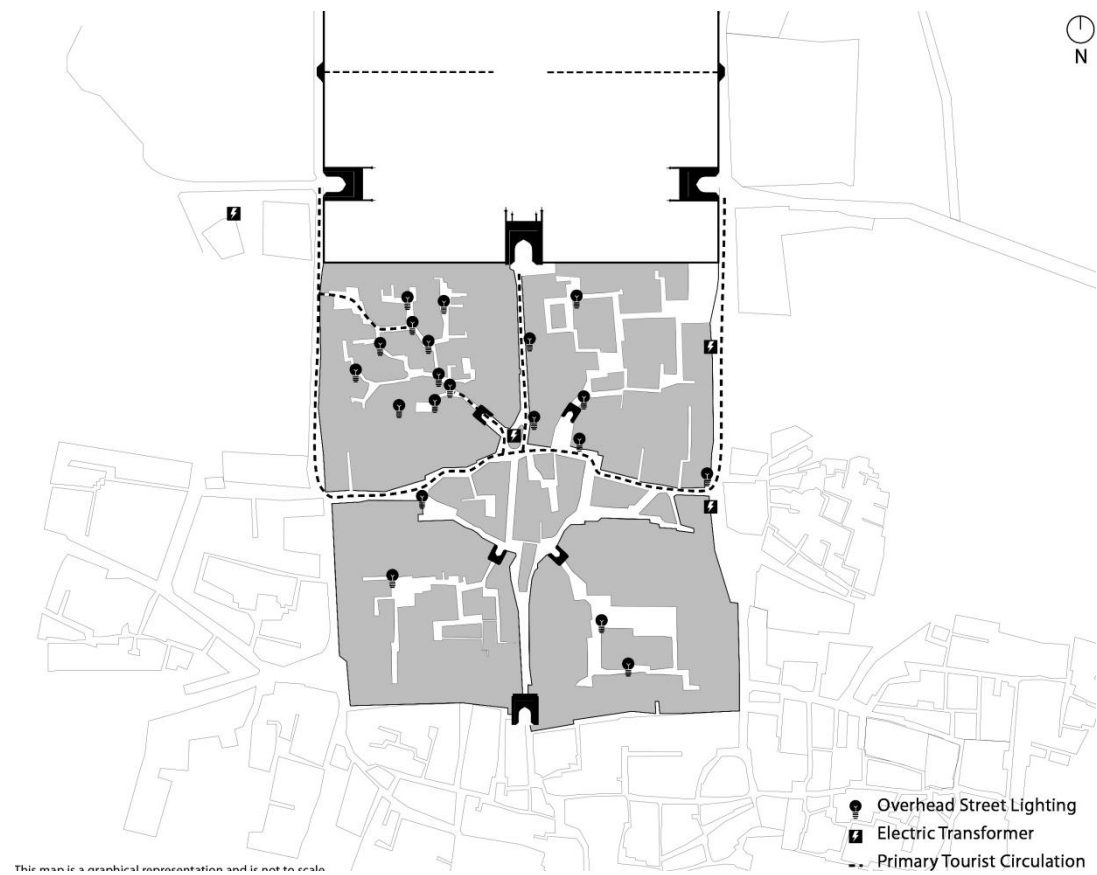 N
Overhead Street Lighting
Electric Transformer
Primary Tourist Circulation
This map is a graphical representation and is not to scale